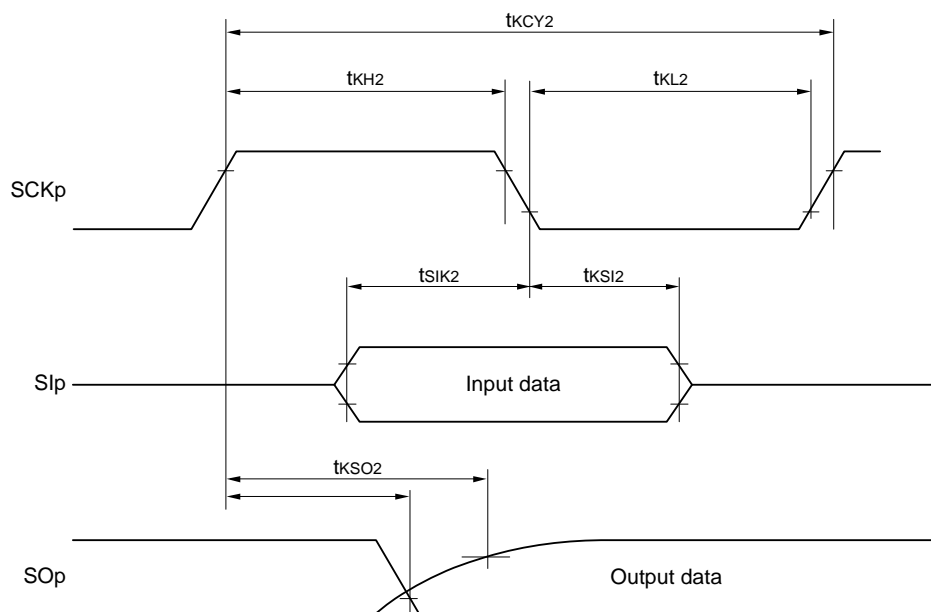 tKCY2
tKH2
tKL2
SCKp
tSIK2
tKSI2
SIp
Input data
tKSO2
SOp
Output data